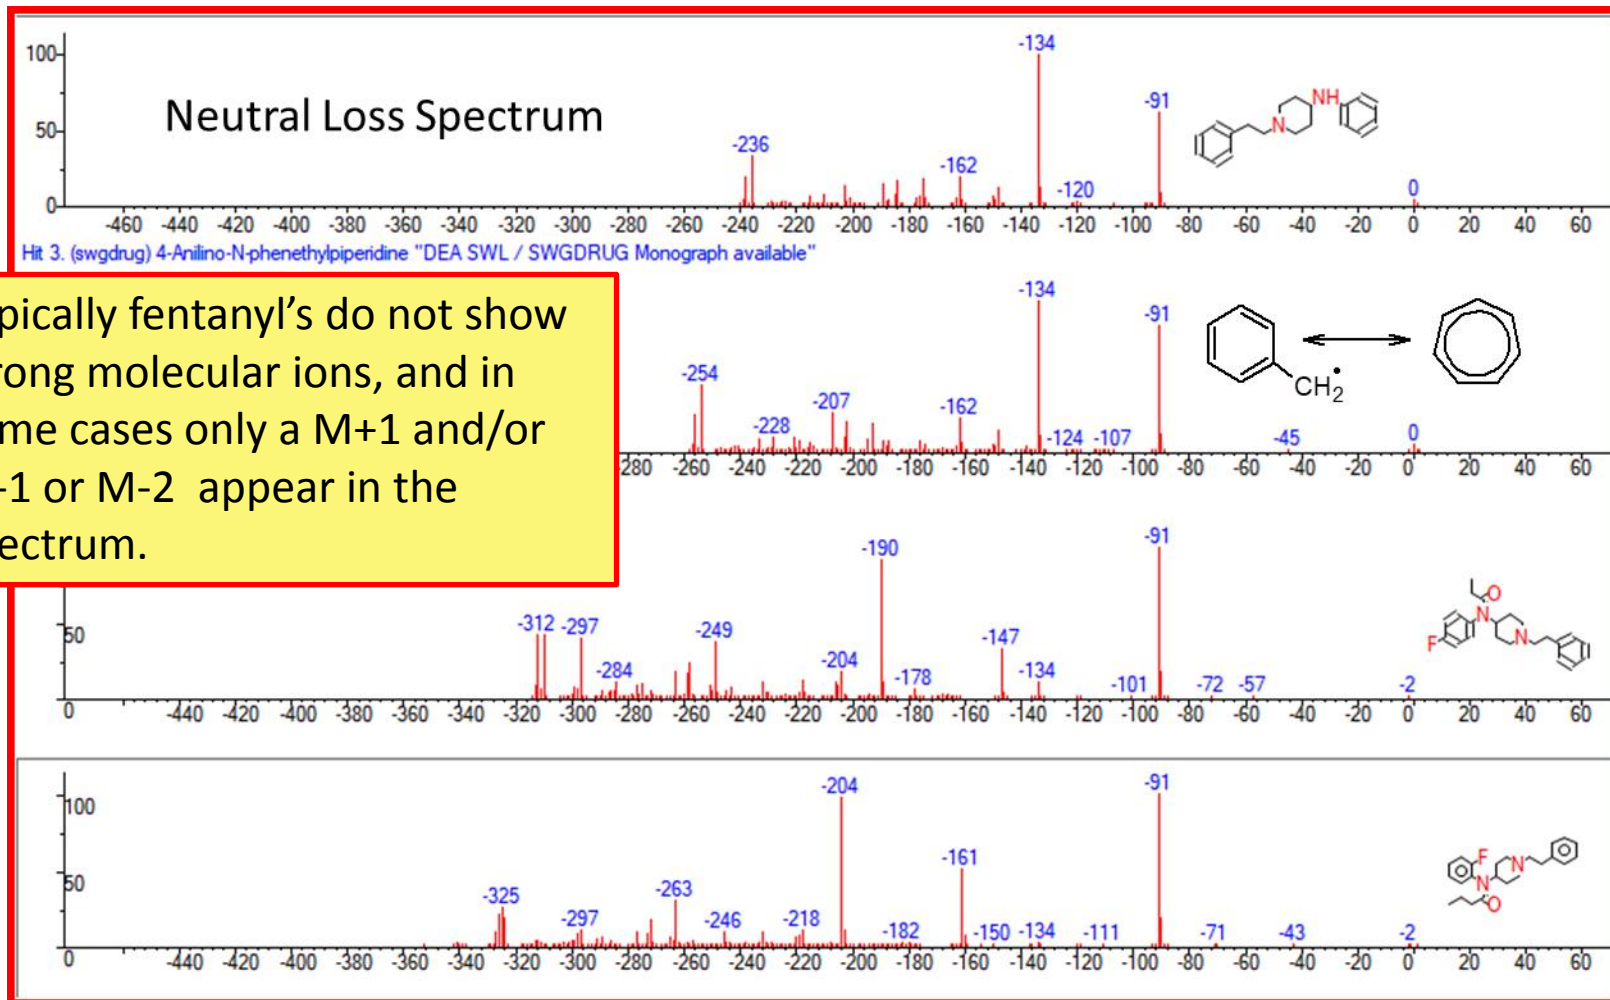 100
50
0
Neutral Loss Spectrum
-236 -162 -134 -120 -91 0
NH
N
-460 -440 -420 -400 -380 -360 -340 -320 -300 -280 -260 -240 -220 -200 -180 -160 -140 -120 -100 -80 -60 -40 -20 0 20 40 60
Hit 3. (swgdrug) 4-Anilino-N-phenethylpiperidine "DEA SWL / SWGDRUG Monograph available"
pically fentanyl's do not show
rong molecular ions, and in
me cases only a M+1 and/or
-1 or M-2 appear in the
ectrum.
-254 -228 -207 -162 -134 -124 -107 -91 -45 0
CH2
-280 -260 -240 -220 -200 -180 -160 -140 -120 -100 -80 -60 -40 -20 0 20 40 60
50
-312 -297 -284 -249 -204 -190 -178 -147 -134 -101 -91 -72 -57 -2
O
N
F
N
0 -440 -420 -400 -380 -360 -340 -320 -300 -280 -260 -240 -220 -200 -180 -160 -140 -120 -100 -80 -60 -40 -20 0 20 40 60
100
50
-325 -297 -263 -246 -218 -204 -182 -161 -150 -134 -111 -91 -71 -43 -2
F
N
N
O
0 -440 -420 -400 -380 -360 -340 -320 -300 -280 -260 -240 -220 -200 -180 -160 -140 -120 -100 -80 -60 -40 -20 0 20 40 60